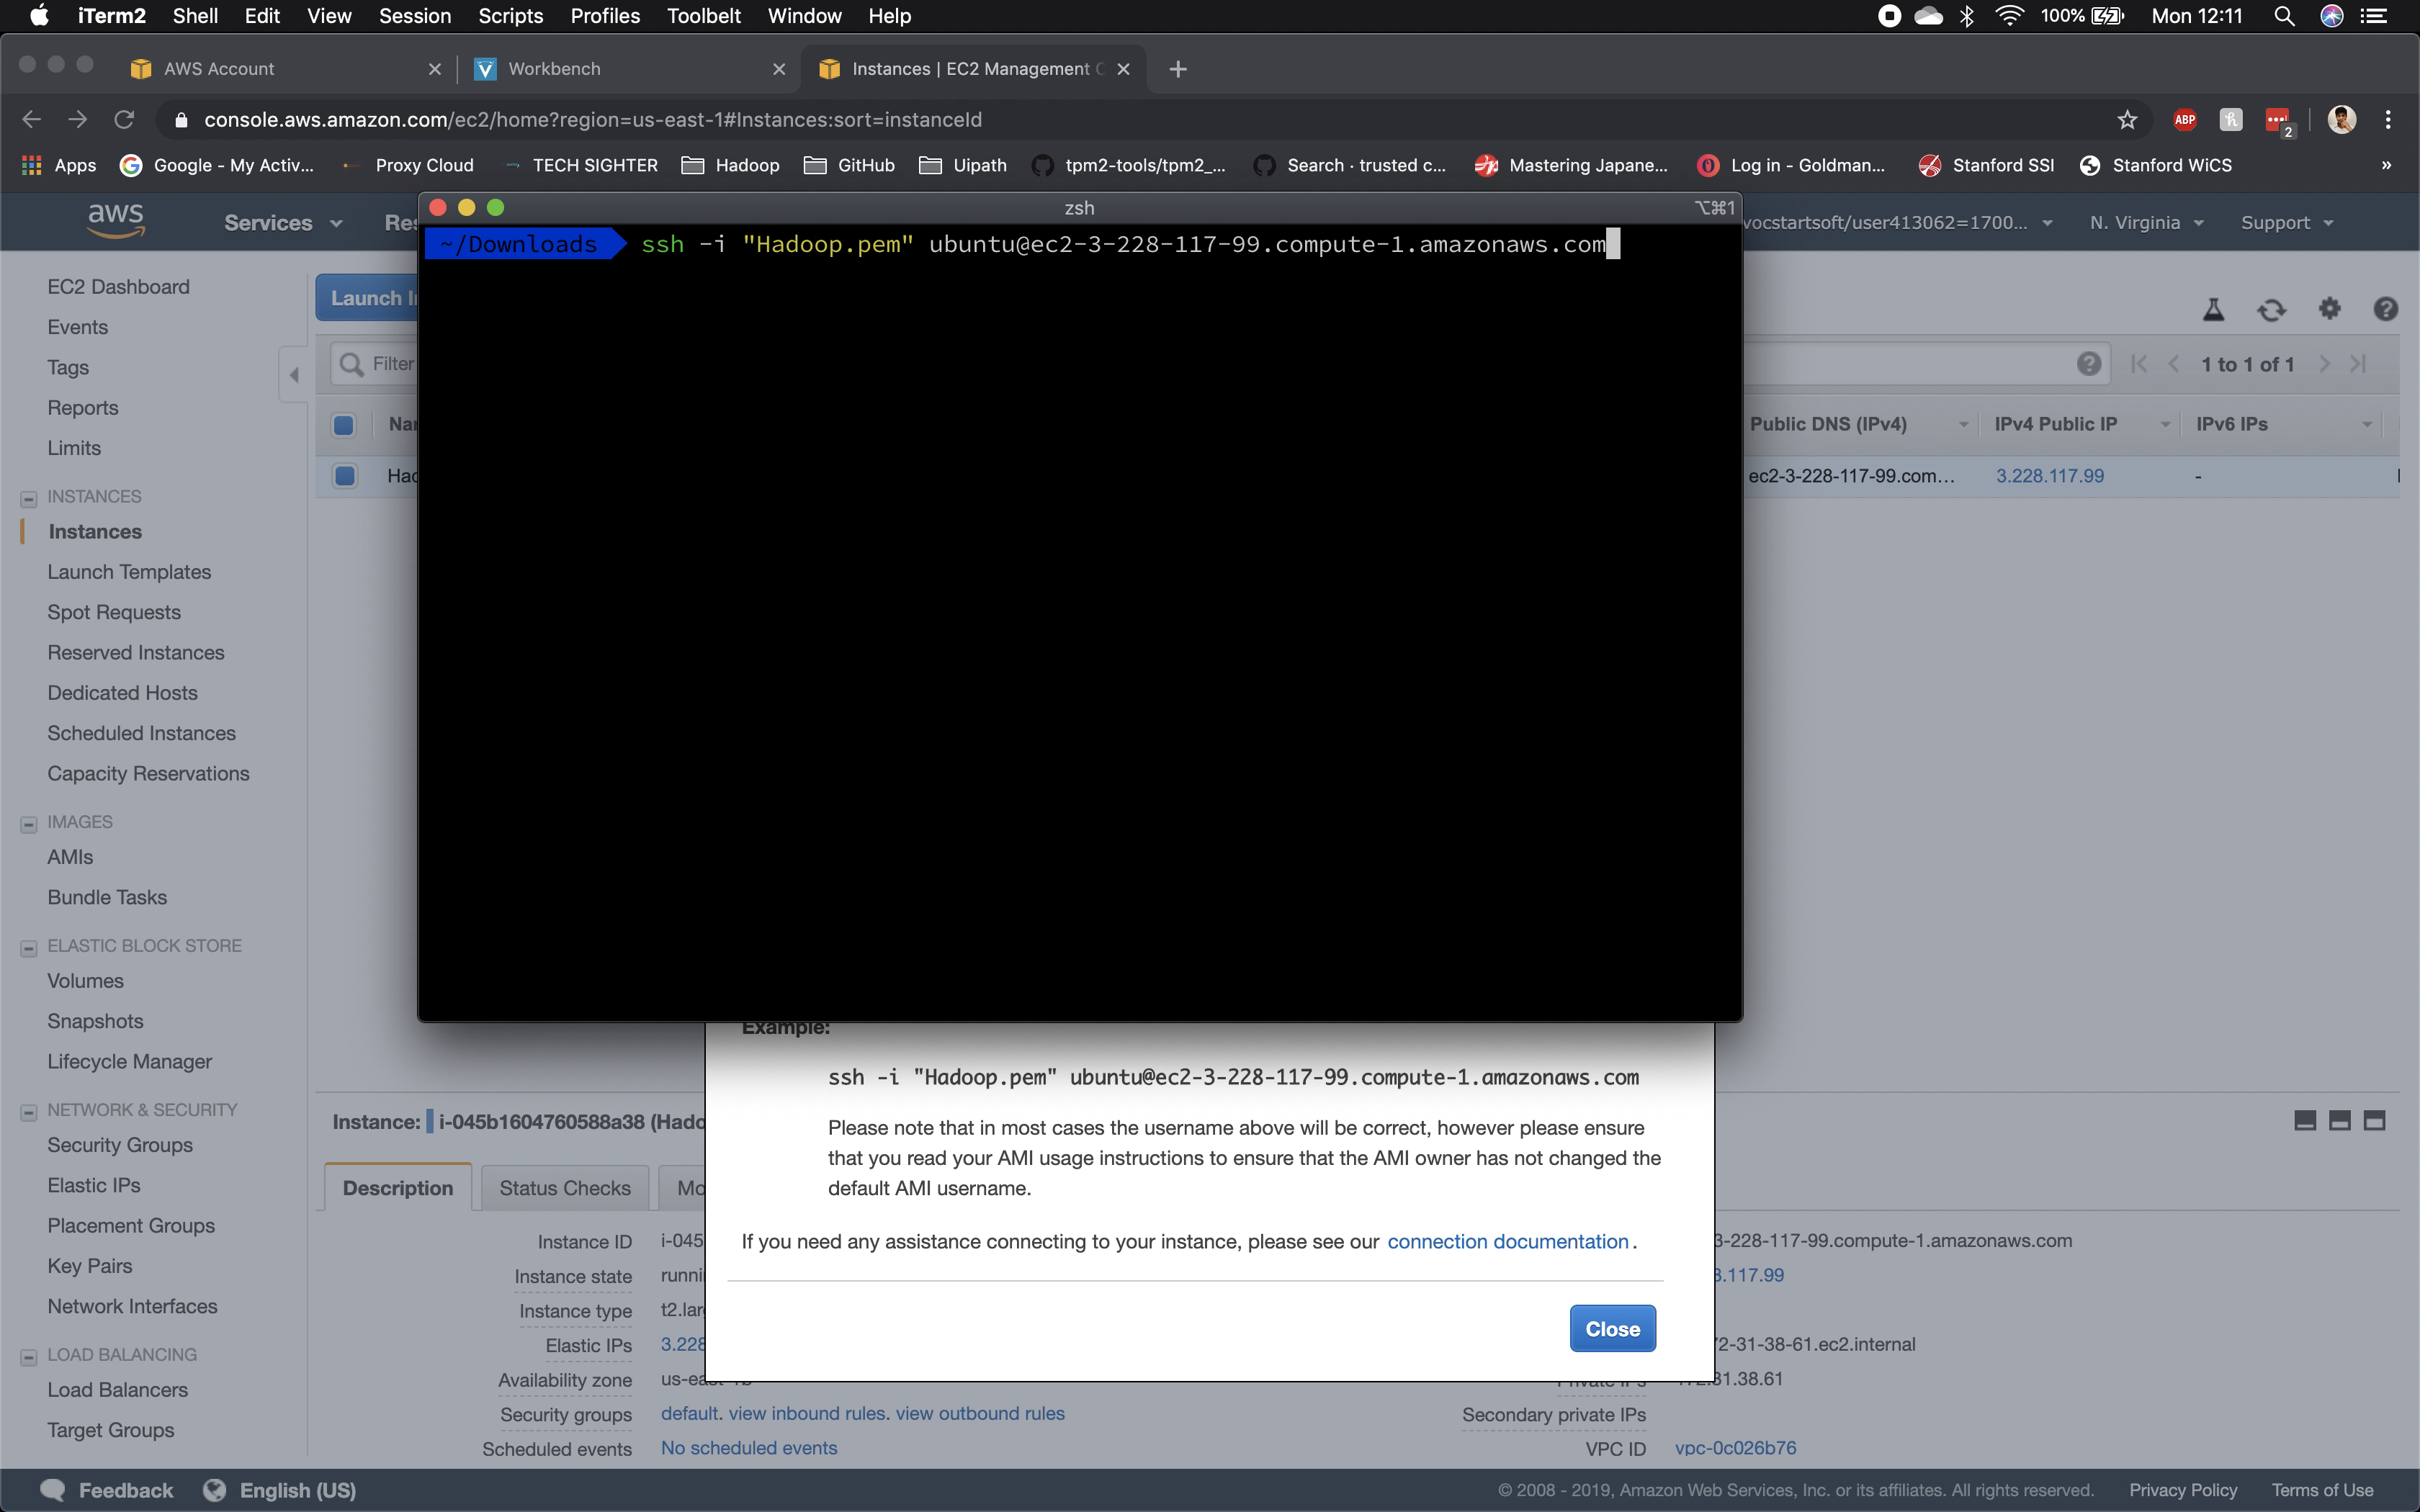 iTerm2 Shell Edit View Session Scripts Profiles Toolbelt Window Help 100% Mon 12:11
AWS Account Workbench Instances | EC2 Management
console.aws.amazon.com/ec2/home?region=us-east-1#Instances:sort=instanceId ABP 2
Apps Google - My Activ... Proxy Cloud TECH SIGHTER Hadoop GitHub Uipath tpm2-tools/tpm2_... Search · trusted c... Mastering Japane... Log in - Goldman... Stanford SSI Stanford WiCS »
zsh ⌥⌘1
aws Services vocstartsoft/user413062=1700... N. Virginia Support
~/Downloads ssh -i "Hadoop.pem" ubuntu@ec2-3-228-117-99.compute-1.amazonaws.com
EC2 Dashboard
Events
Tags
Reports
Limits
INSTANCES
Instances
Launch Templates
Spot Requests
Reserved Instances
Dedicated Hosts
Scheduled Instances
Capacity Reservations
IMAGES
AMIs
Bundle Tasks
ELASTIC BLOCK STORE
Volumes
Snapshots
Lifecycle Manager
NETWORK & SECURITY
Security Groups
Elastic IPs
Placement Groups
Key Pairs
Network Interfaces
LOAD BALANCING
Load Balancers
Target Groups
Launch
Filter 1 to 1 of 1
Public DNS (IPv4) IPv4 Public IP IPv6 IPs
ec2-3-228-117-99.com... 3.228.117.99 -
Example:
ssh -i "Hadoop.pem" ubuntu@ec2-3-228-117-99.compute-1.amazonaws.com
Please note that in most cases the username above will be correct, however please ensure
that you read your AMI usage instructions to ensure that the AMI owner has not changed the
default AMI username.
If you need any assistance connecting to your instance, please see our connection documentation.
Close
Instance: i-045b1604760588a38 (Hado
Description Status Checks Mo
Instance ID i-045
Instance state runni
Instance type t2.lar
Elastic IPs 3.228
Availability zone us-east-1b
Security groups default. view inbound rules. view outbound rules
Scheduled events No scheduled events
3-228-117-99.compute-1.amazonaws.com
3.117.99
72-31-38-61.ec2.internal
Private IPs 172.31.38.61
Secondary private IPs
VPC ID vpc-0c026b76
Feedback English (US) © 2008 - 2019, Amazon Web Services, Inc. or its affiliates. All rights reserved. Privacy Policy Terms of Use